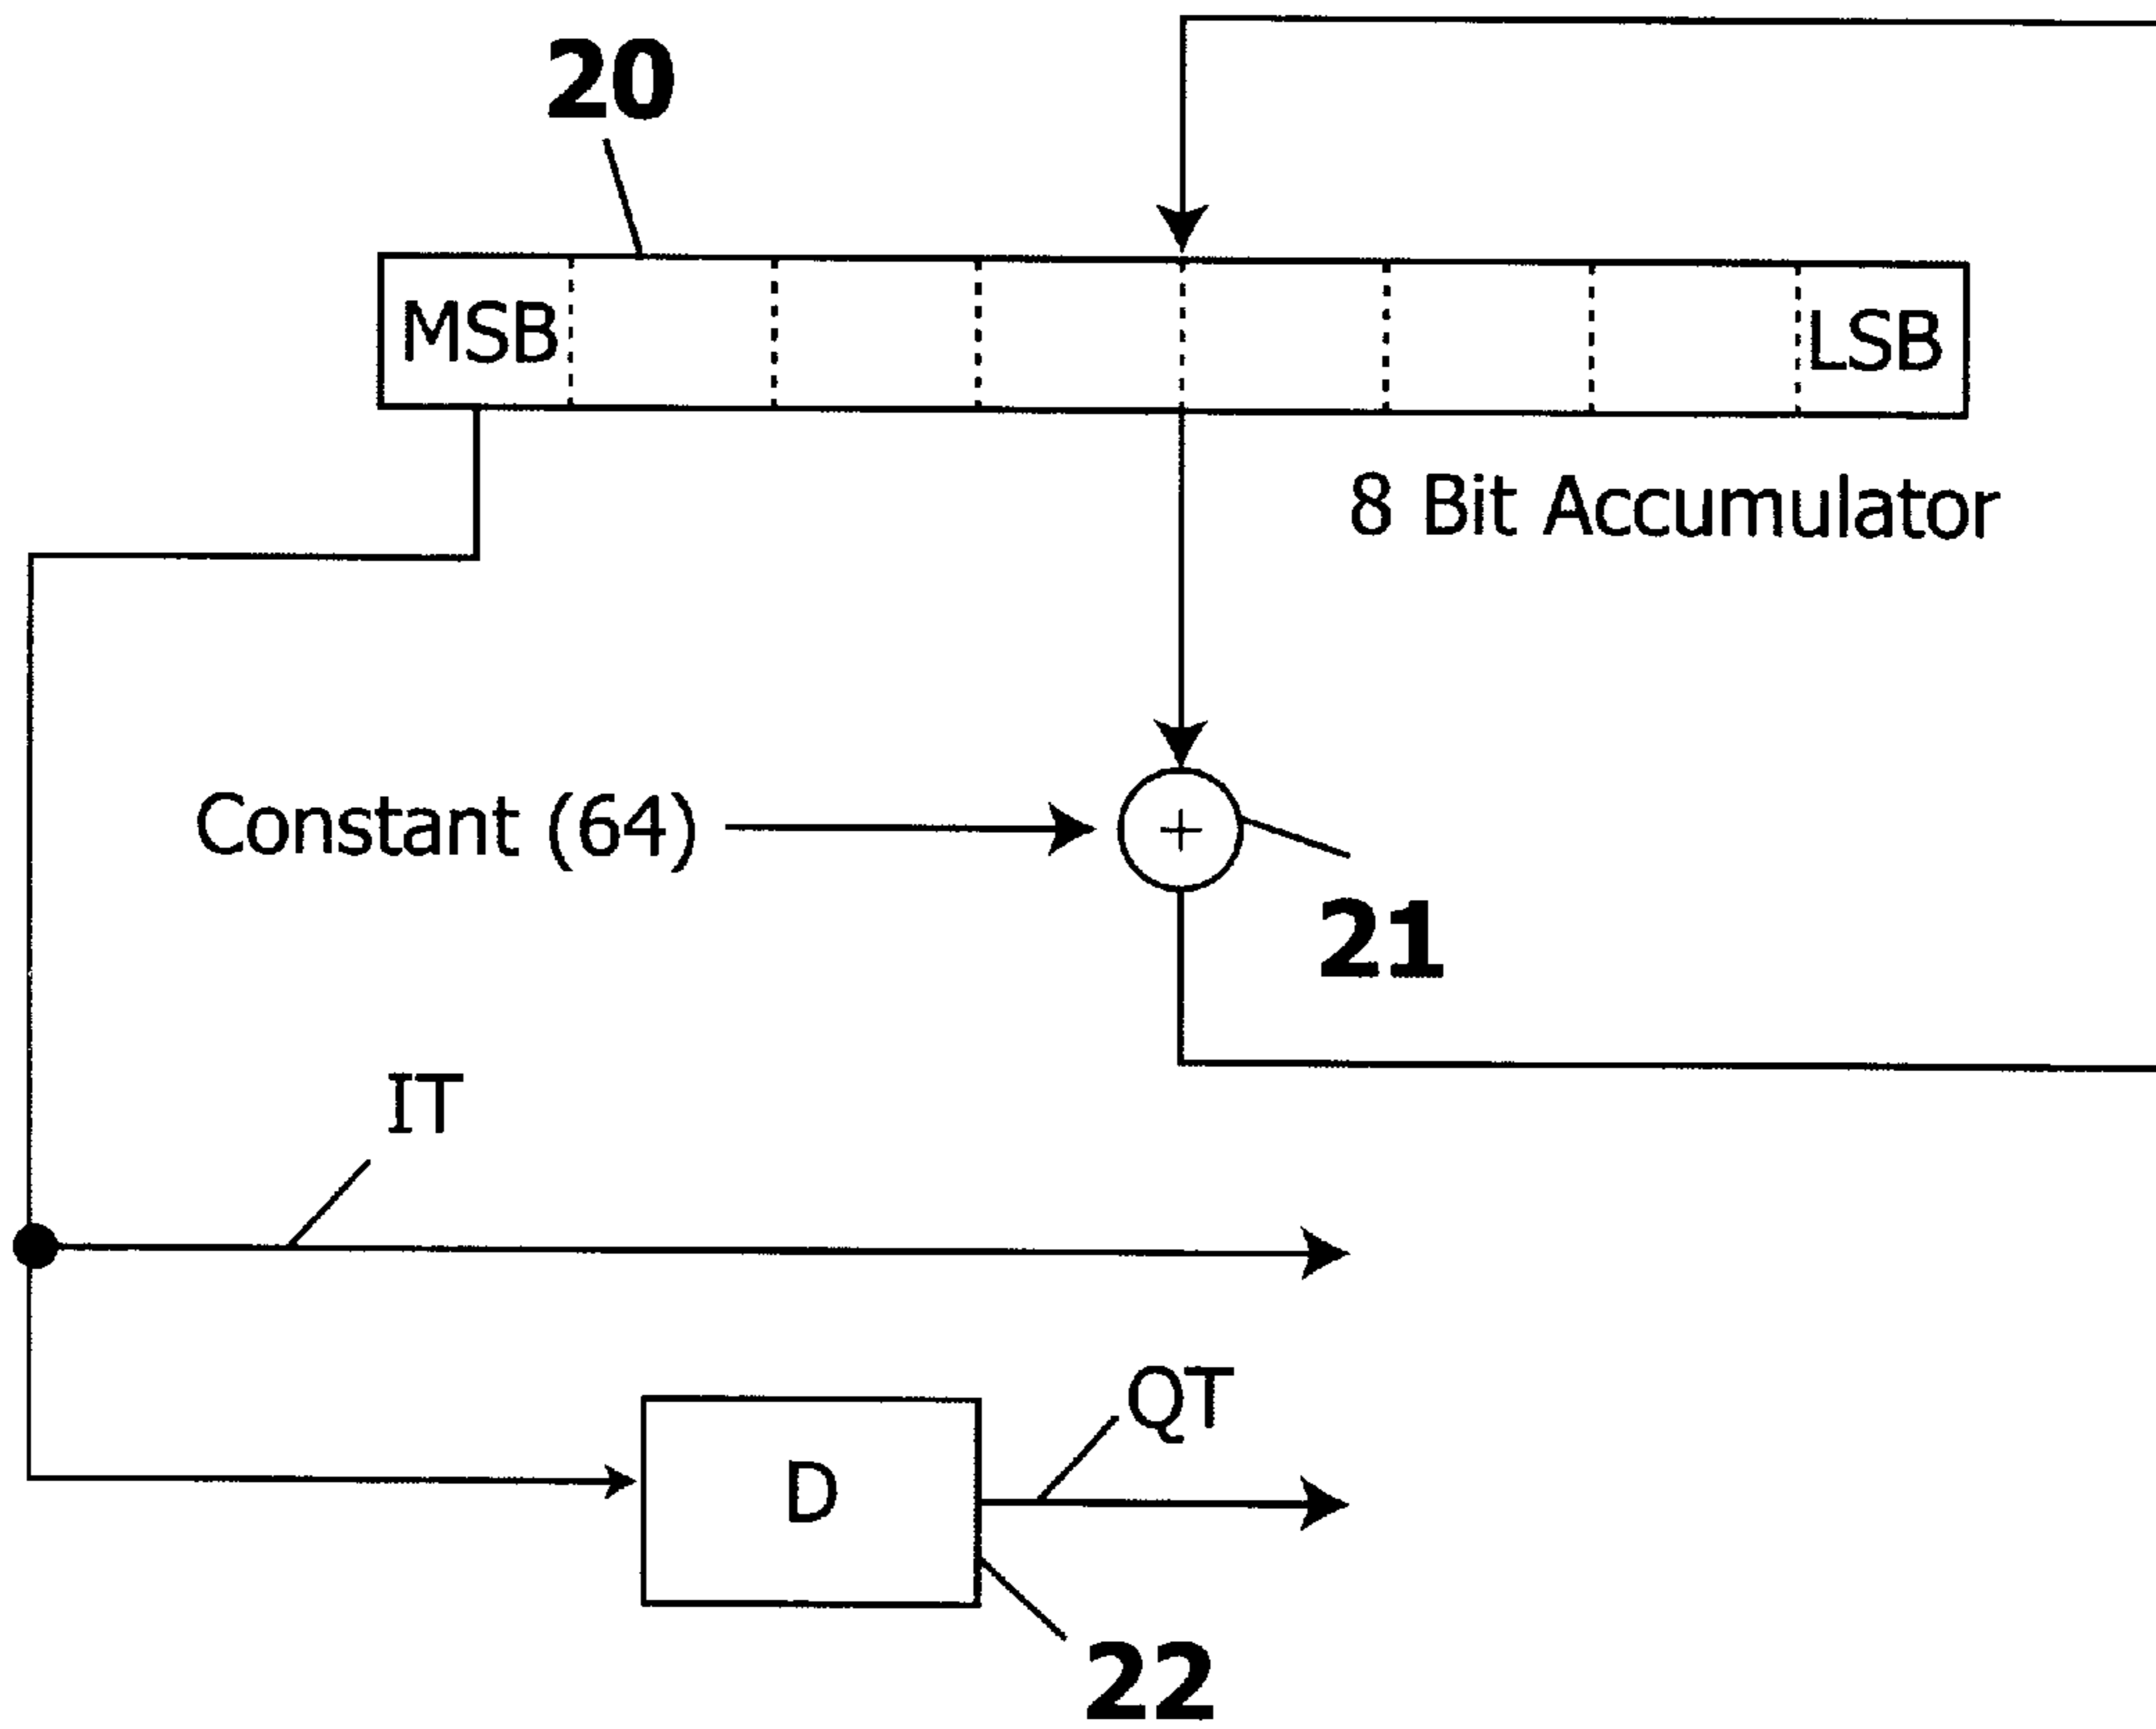 20
MSB
LSB
8 Bit Accumulator
Constant (64)
+
21
IT
QT
D
22